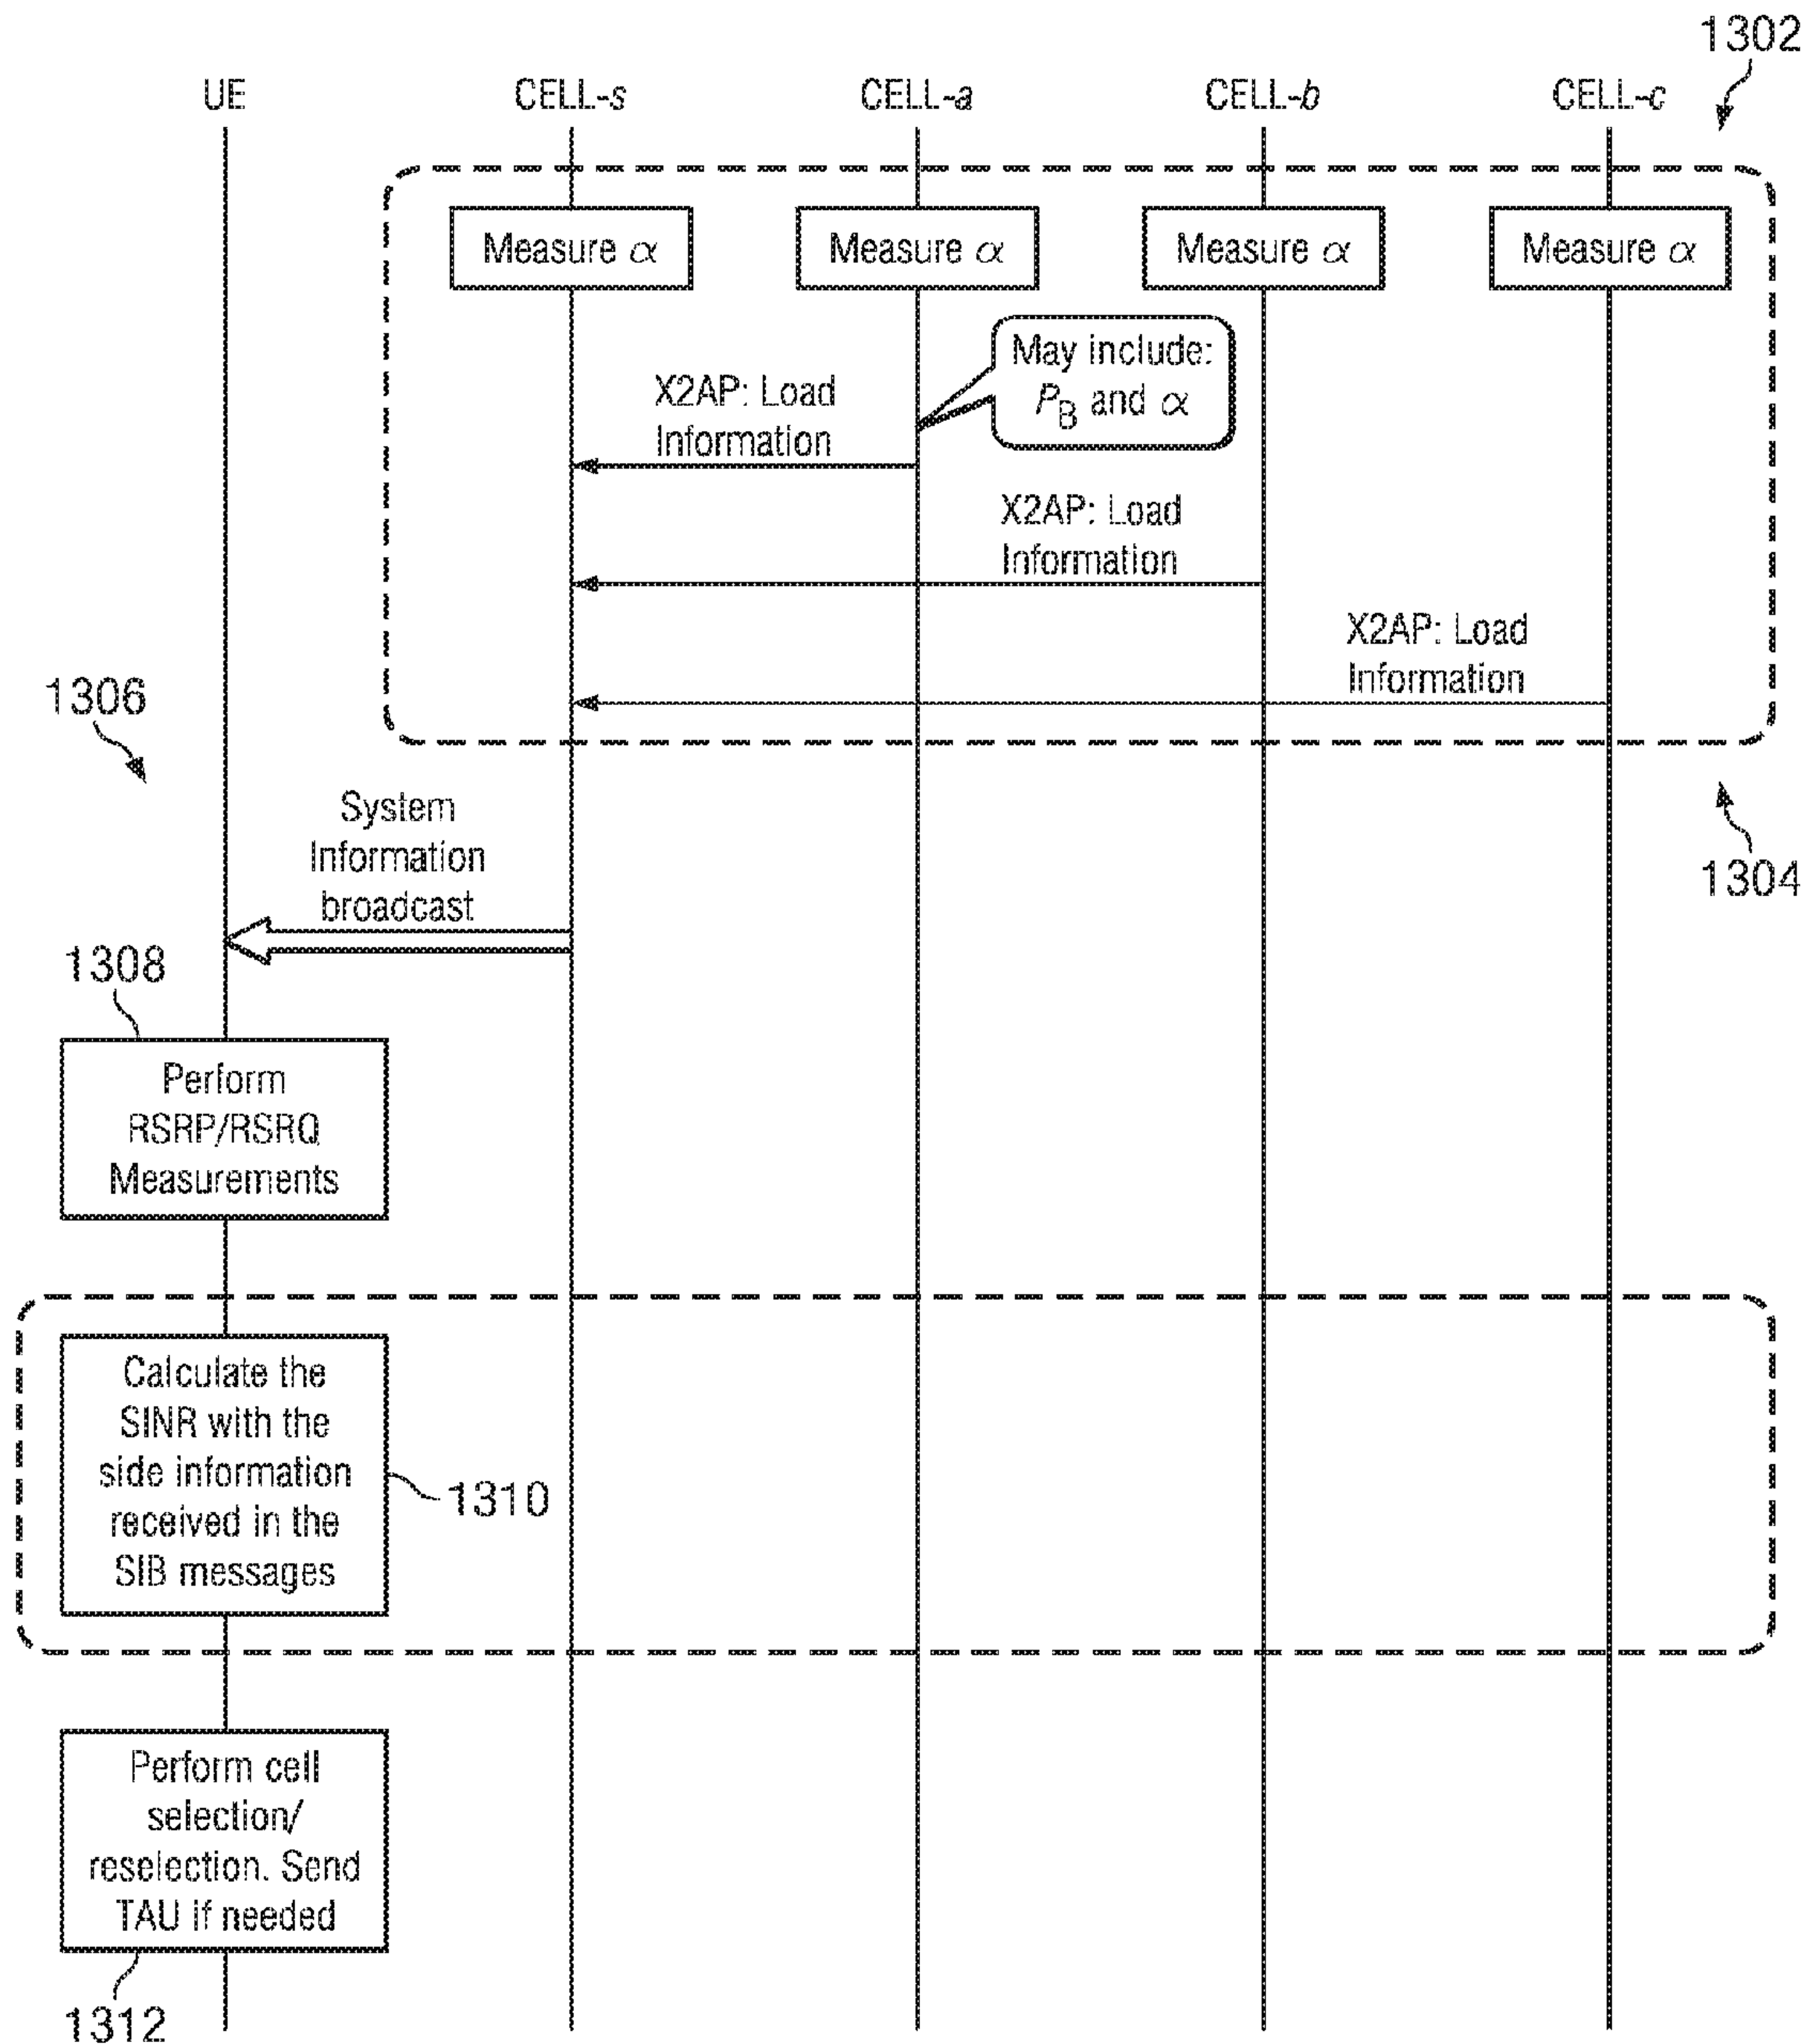 1302
UE
CELL-s
CELL-a
CELL-b
CELL-c
Measure α
Measure α
Measure α
Measure α
May include:
P_B and α
X2AP: Load
Information
X2AP: Load
Information
X2AP: Load
Information
1306
1304
System
Information
broadcast
1308
Perform
RSRP/RSRQ
Measurements
Calculate the
SINR with the
side information
received in the
SIB messages
1310
Perform cell
selection/
reselection. Send
TAU if needed
1312